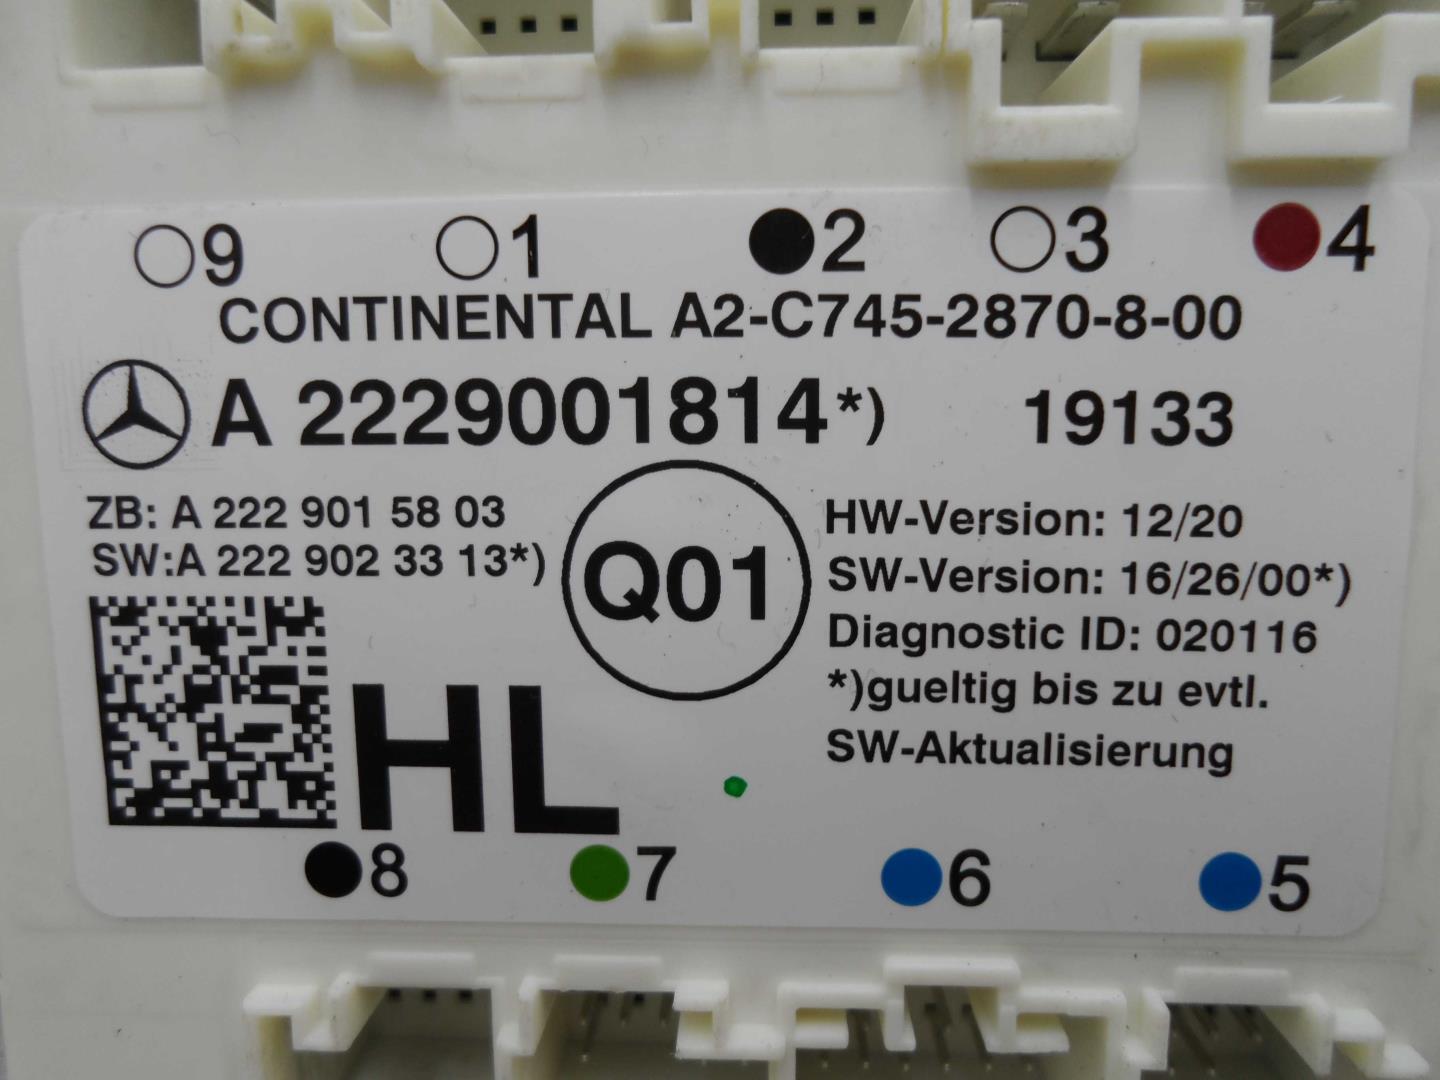 9 1 2 3 4
CONTINENTAL A2-C745-2870-8-00
A 2229001814*) 19133
ZB: A 222 901 58 03
SW:A 222 902 33 13*)
Q01
HW-Version: 12/20
SW-Version: 16/26/00*)
Diagnostic ID: 020116
*)gueltig bis zu evtl.
SW-Aktualisierung
HL
8 7 6 5